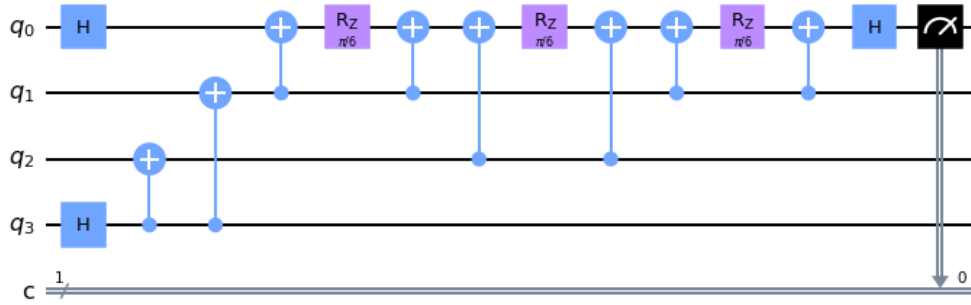 q0 H RZ π/6 RZ π/6 RZ π/6 H
q1
q2
q3 H
c 1 0